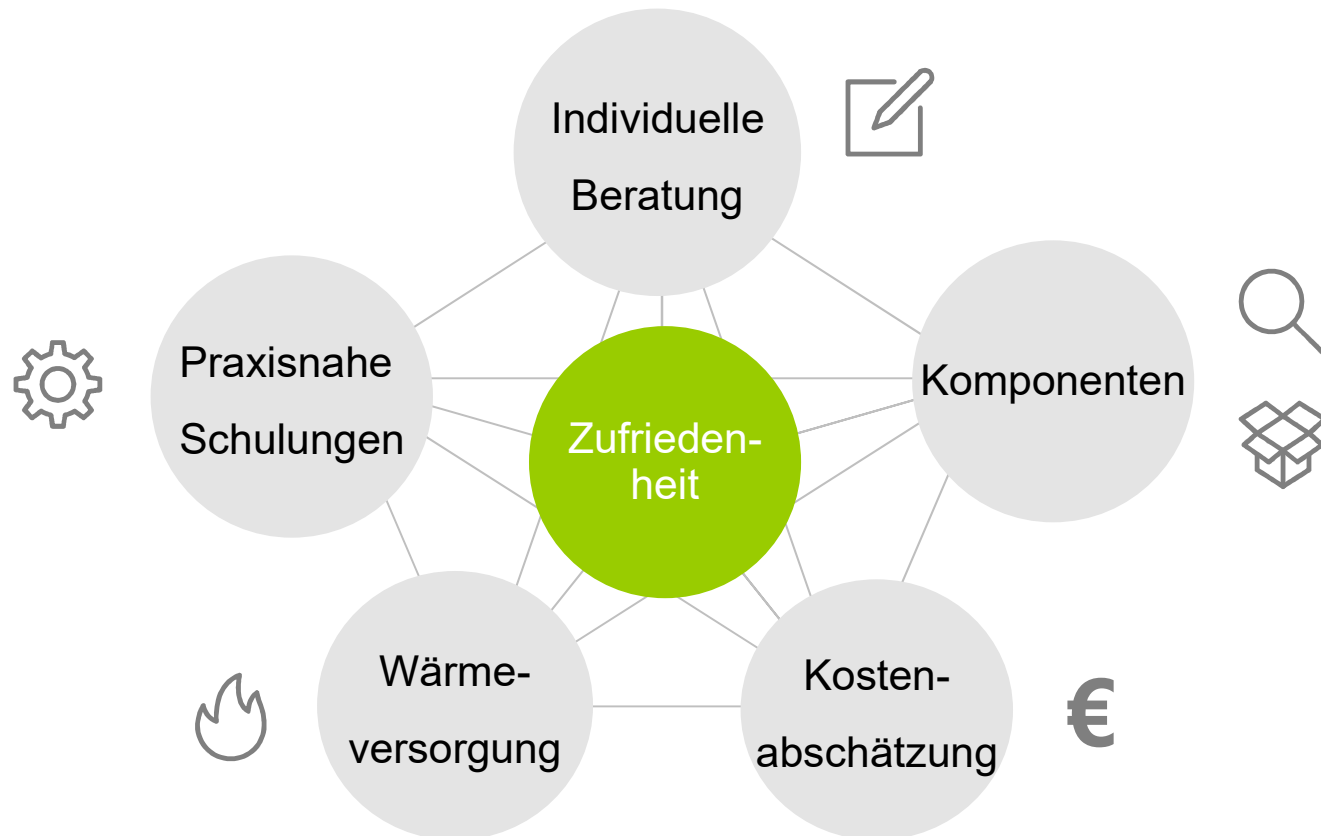 Individuelle
Beratung
Praxisnahe
Schulungen
Komponenten
Zufrieden-
heit
Wärme-
versorgung
Kosten-
abschätzung
€